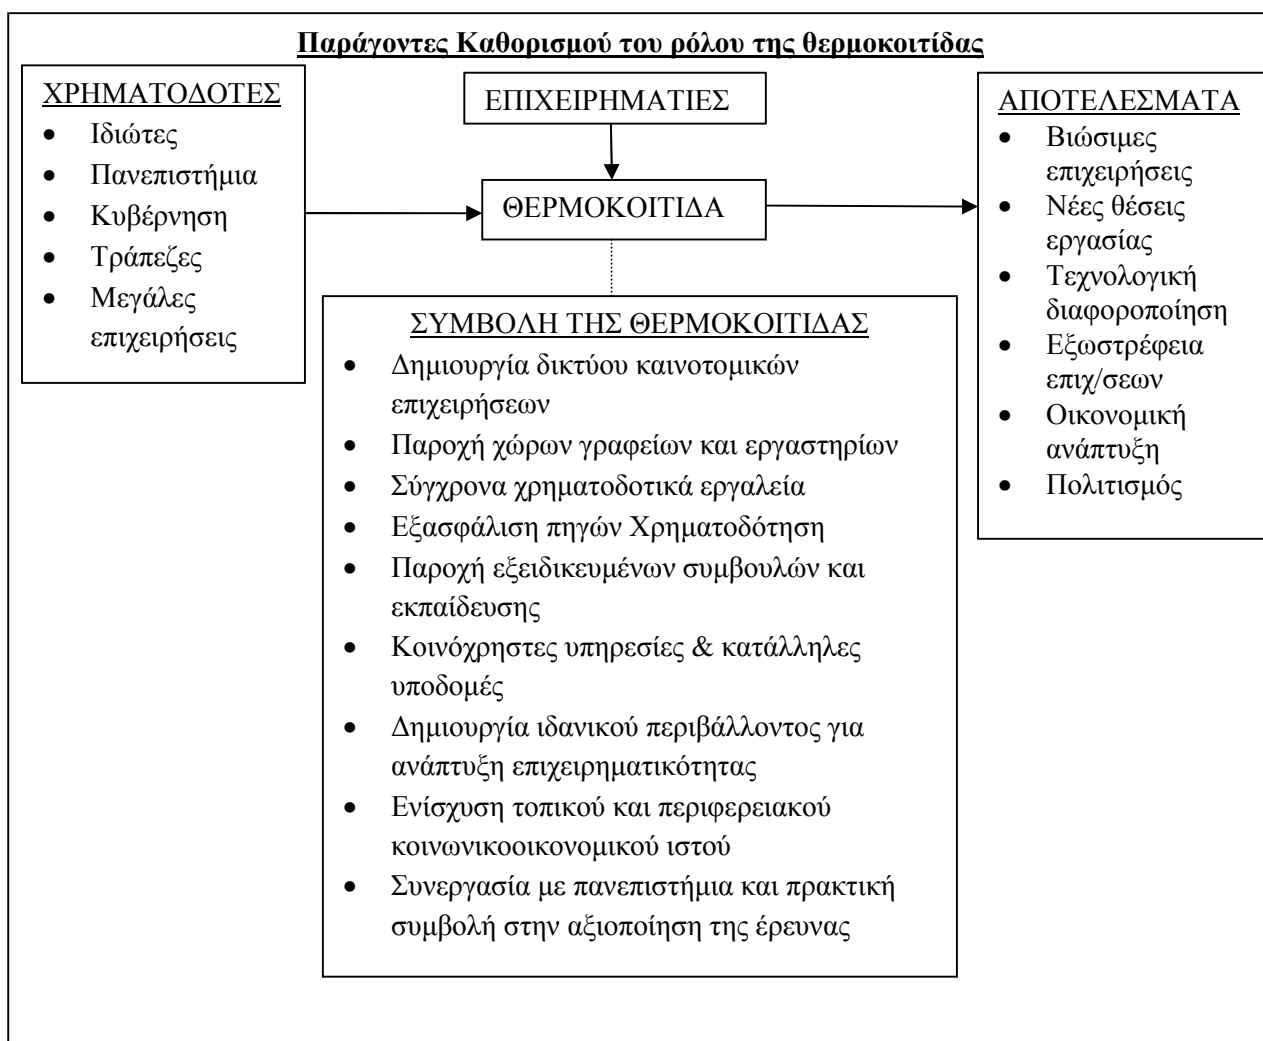 Παράγοντες Καθορισμού του ρόλου της θερμοκοιτίδας
ΧΡΗΜΑΤΟΔΟΤΕΣ
• Ιδιώτες
• Πανεπιστήμια
• Κυβέρνηση
• Τράπεζες
• Μεγάλες
επιχειρήσεις
ΕΠΙΧΕΙΡΗΜΑΤΙΕΣ
ΘΕΡΜΟΚΟΙΤΙΔΑ
ΑΠΟΤΕΛΕΣΜΑΤΑ
• Βιώσιμες
επιχειρήσεις
• Νέες θέσεις
εργασίας
• Τεχνολογική
διαφοροποίηση
• Εξωστρέφεια
επιχ/σεων
• Οικονομική
ανάπτυξη
• Πολιτισμός
ΣΥΜΒΟΛΗ ΤΗΣ ΘΕΡΜΟΚΟΙΤΙΔΑΣ
• Δημιουργία δικτύου καινοτομικών
επιχειρήσεων
• Παροχή χώρων γραφείων και εργαστηρίων
• Σύγχρονα χρηματοδοτικά εργαλεία
• Εξασφάλιση πηγών Χρηματοδότηση
• Παροχή εξειδικευμένων συμβουλών και
εκπαίδευσης
• Κοινόχρηστες υπηρεσίες & κατάλληλες
υποδομές
• Δημιουργία ιδανικού περιβάλλοντος για
ανάπτυξη επιχειρηματικότητας
• Ενίσχυση τοπικού και περιφερειακού
κοινωνικοοικονομικού ιστού
• Συνεργασία με πανεπιστήμια και πρακτική
συμβολή στην αξιοποίηση της έρευνας